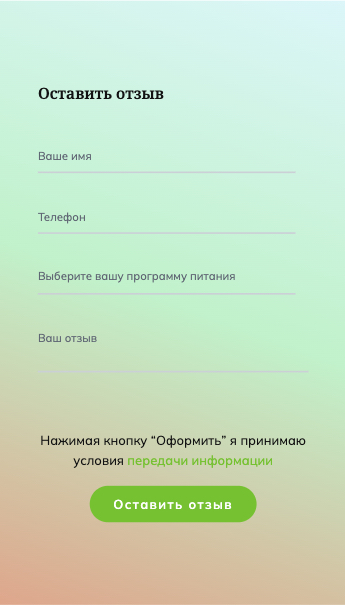 Оставить отзыв
Ваше имя
Телефон
Выберите вашу программу питания
Ваш отзыв
Нажимая кнопку “Оформить” я принимаю
условия передачи информации
Оставить отзыв